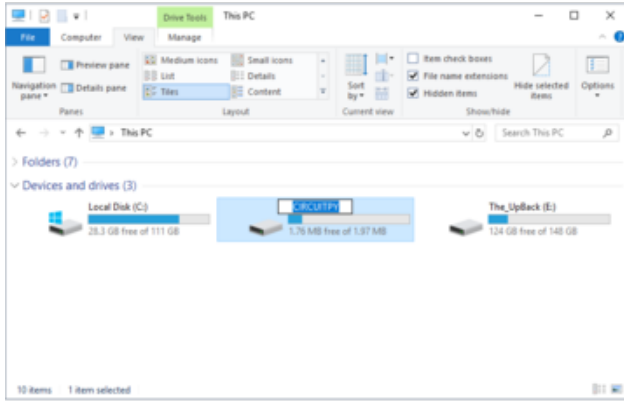 Drive Tools This PC
File Computer View Manage
Navigation pane
Preview pane
Details pane
Panes
Medium icons Small icons
List Details
Tiles Content
Layout
Sort by
Current view
Item check boxes
File name extensions
Hidden items
Hide selected items
Show/hide
Options
This PC Search This PC
Folders (7)
Devices and drives (3)
Local Disk (C:)
28.3 GB free of 111 GB
CIRCUITPY
1.76 MB free of 1.97 MB
The_UpBack (E:)
124 GB free of 148 GB
10 items 1 item selected